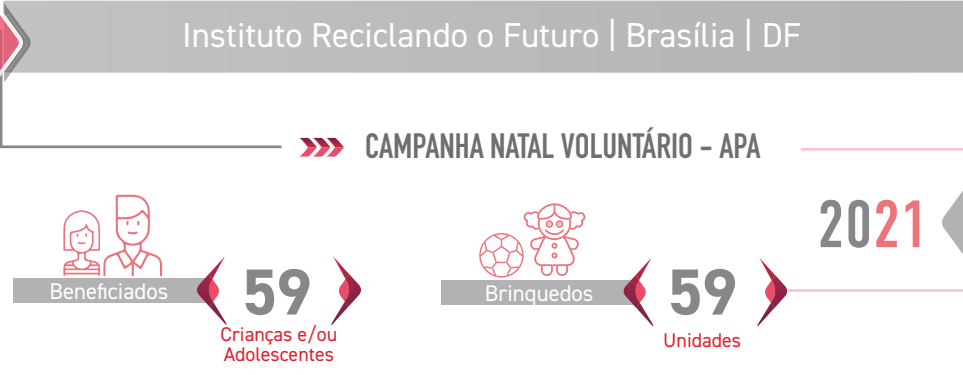 Instituto Reciclando o Futuro | Brasília | DF
CAMPANHA NATAL VOLUNTÁRIO - APA
2021
Beneficiados
59
Crianças e/ou
Adolescentes
Brinquedos
59
Unidades